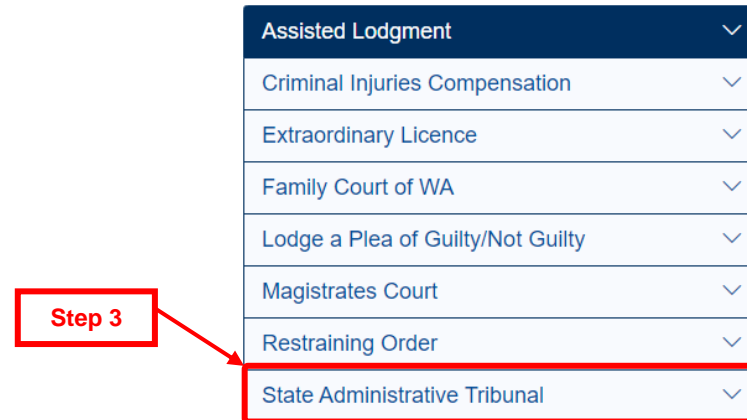 Assisted Lodgment
Criminal Injuries Compensation
Extraordinary Licence
Family Court of WA
Lodge a Plea of Guilty/Not Guilty
Magistrates Court
Step 3
Restraining Order
State Administrative Tribunal